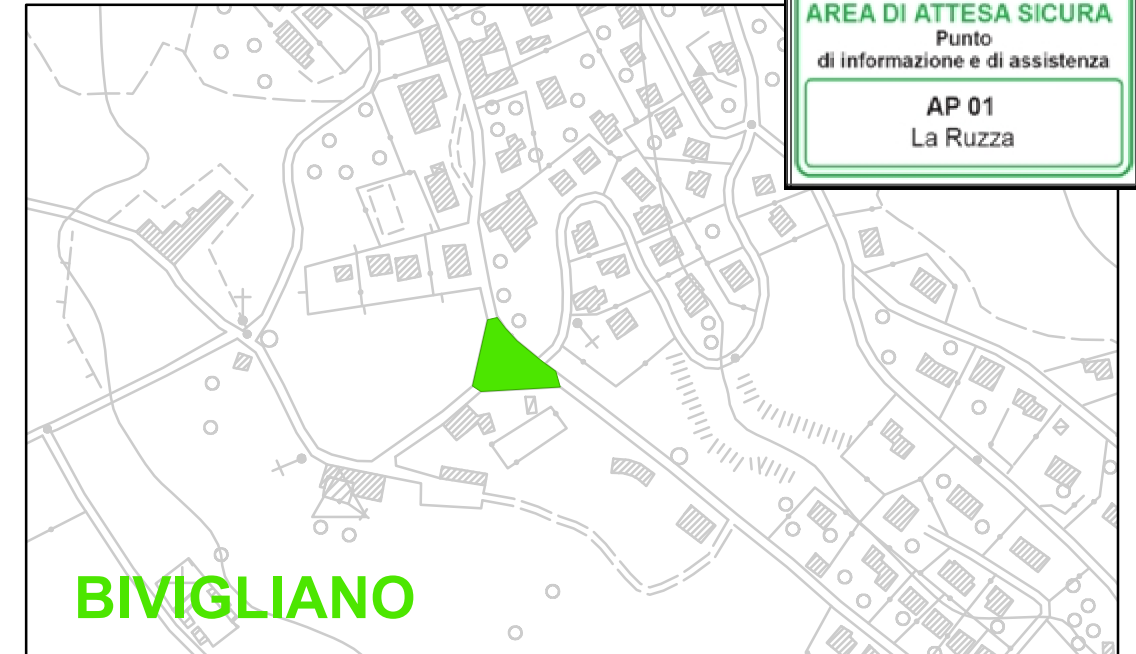 AREA DI ATTESA SICURA
Punto
di informazione e di assistenza
AP 01
La Ruzza
BIVIGLIANO